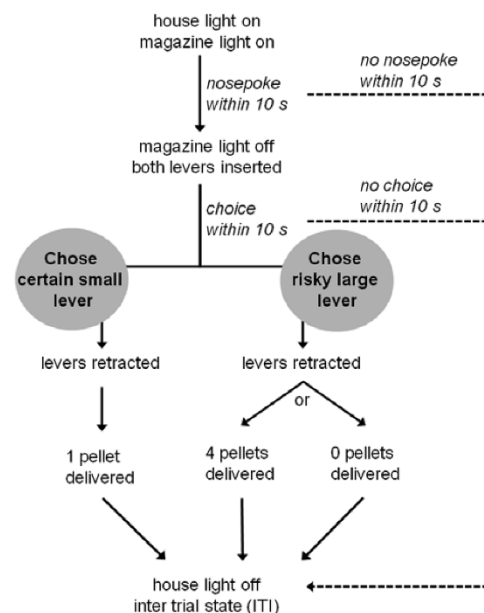 house light on
magazine light on
nosepoke
within 10 s
no nosepoke
within 10 s
magazine light off
both levers inserted
choice
within 10 s
no choice
within 10 s
Chose
certain small
lever
Chose
risky large
lever
levers retracted
levers retracted
or
1 pellet
delivered
4 pellets
delivered
0 pellets
delivered
house light off
inter trial state (ITI)